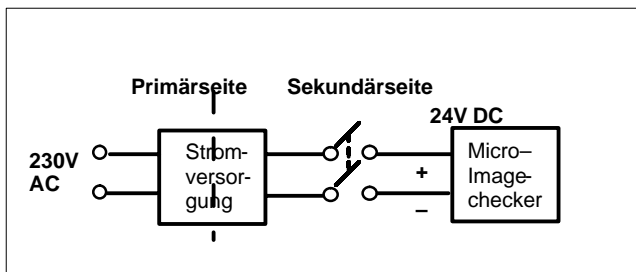 Primärseite
Sekundärseite
24V DC
230V
AC
Strom-
versor-
gung
+
–
Micro–
Image-
checker